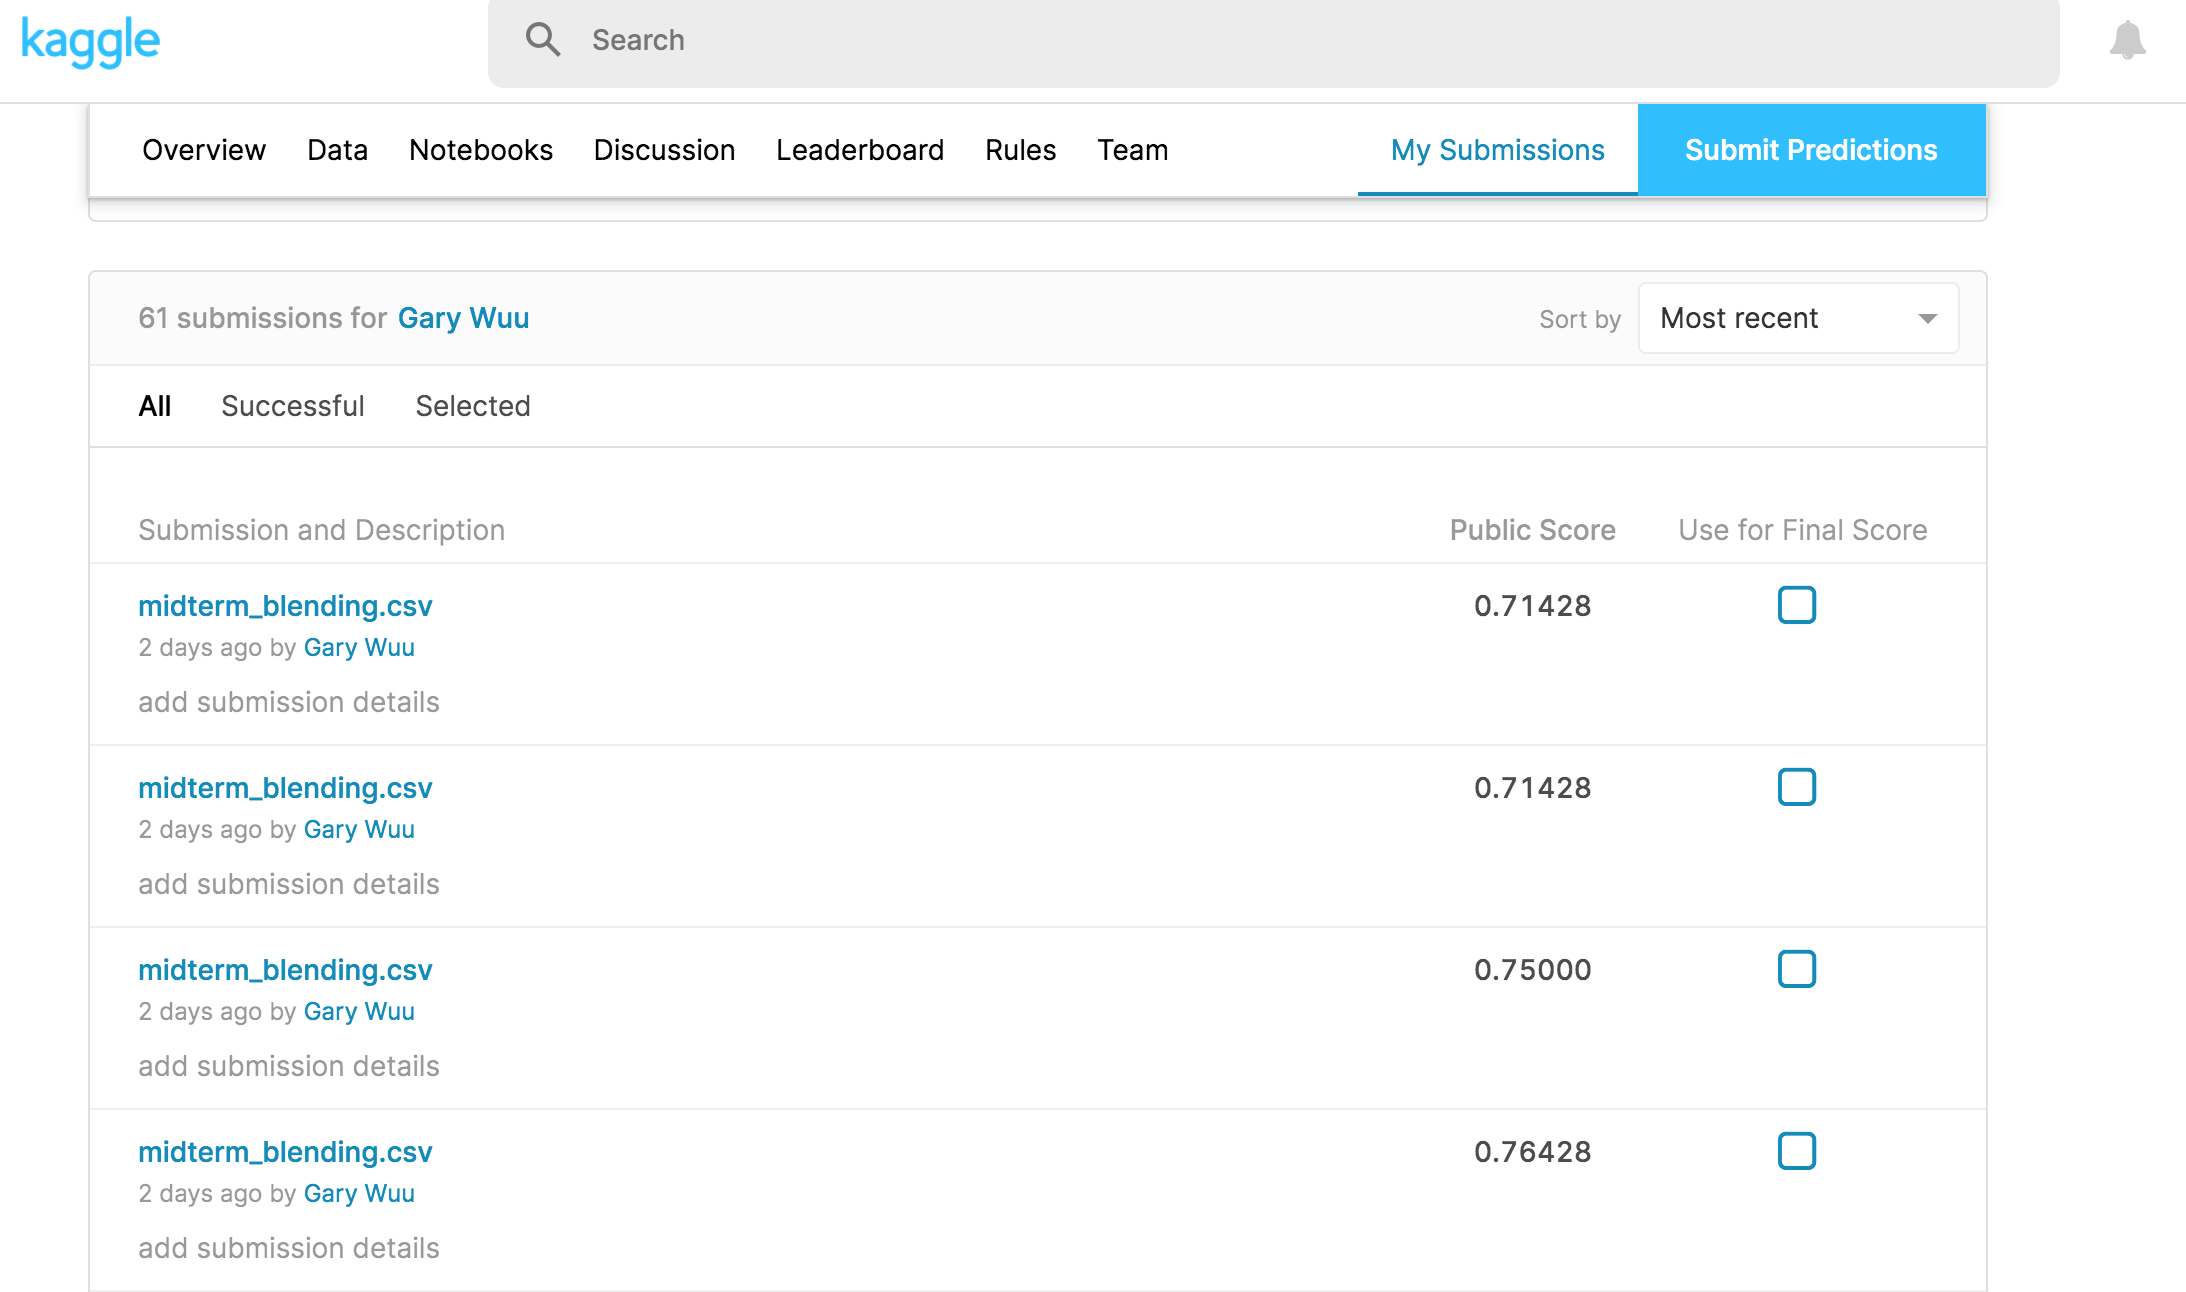 kaggle
Search
Overview Data Notebooks Discussion Leaderboard Rules Team My Submissions Submit Predictions
61 submissions for Gary Wuu Sort by Most recent
All Successful Selected
Submission and Description Public Score Use for Final Score
midterm_blending.csv 0.71428
2 days ago by Gary Wuu
add submission details
midterm_blending.csv 0.71428
2 days ago by Gary Wuu
add submission details
midterm_blending.csv 0.75000
2 days ago by Gary Wuu
add submission details
midterm_blending.csv 0.76428
2 days ago by Gary Wuu
add submission details